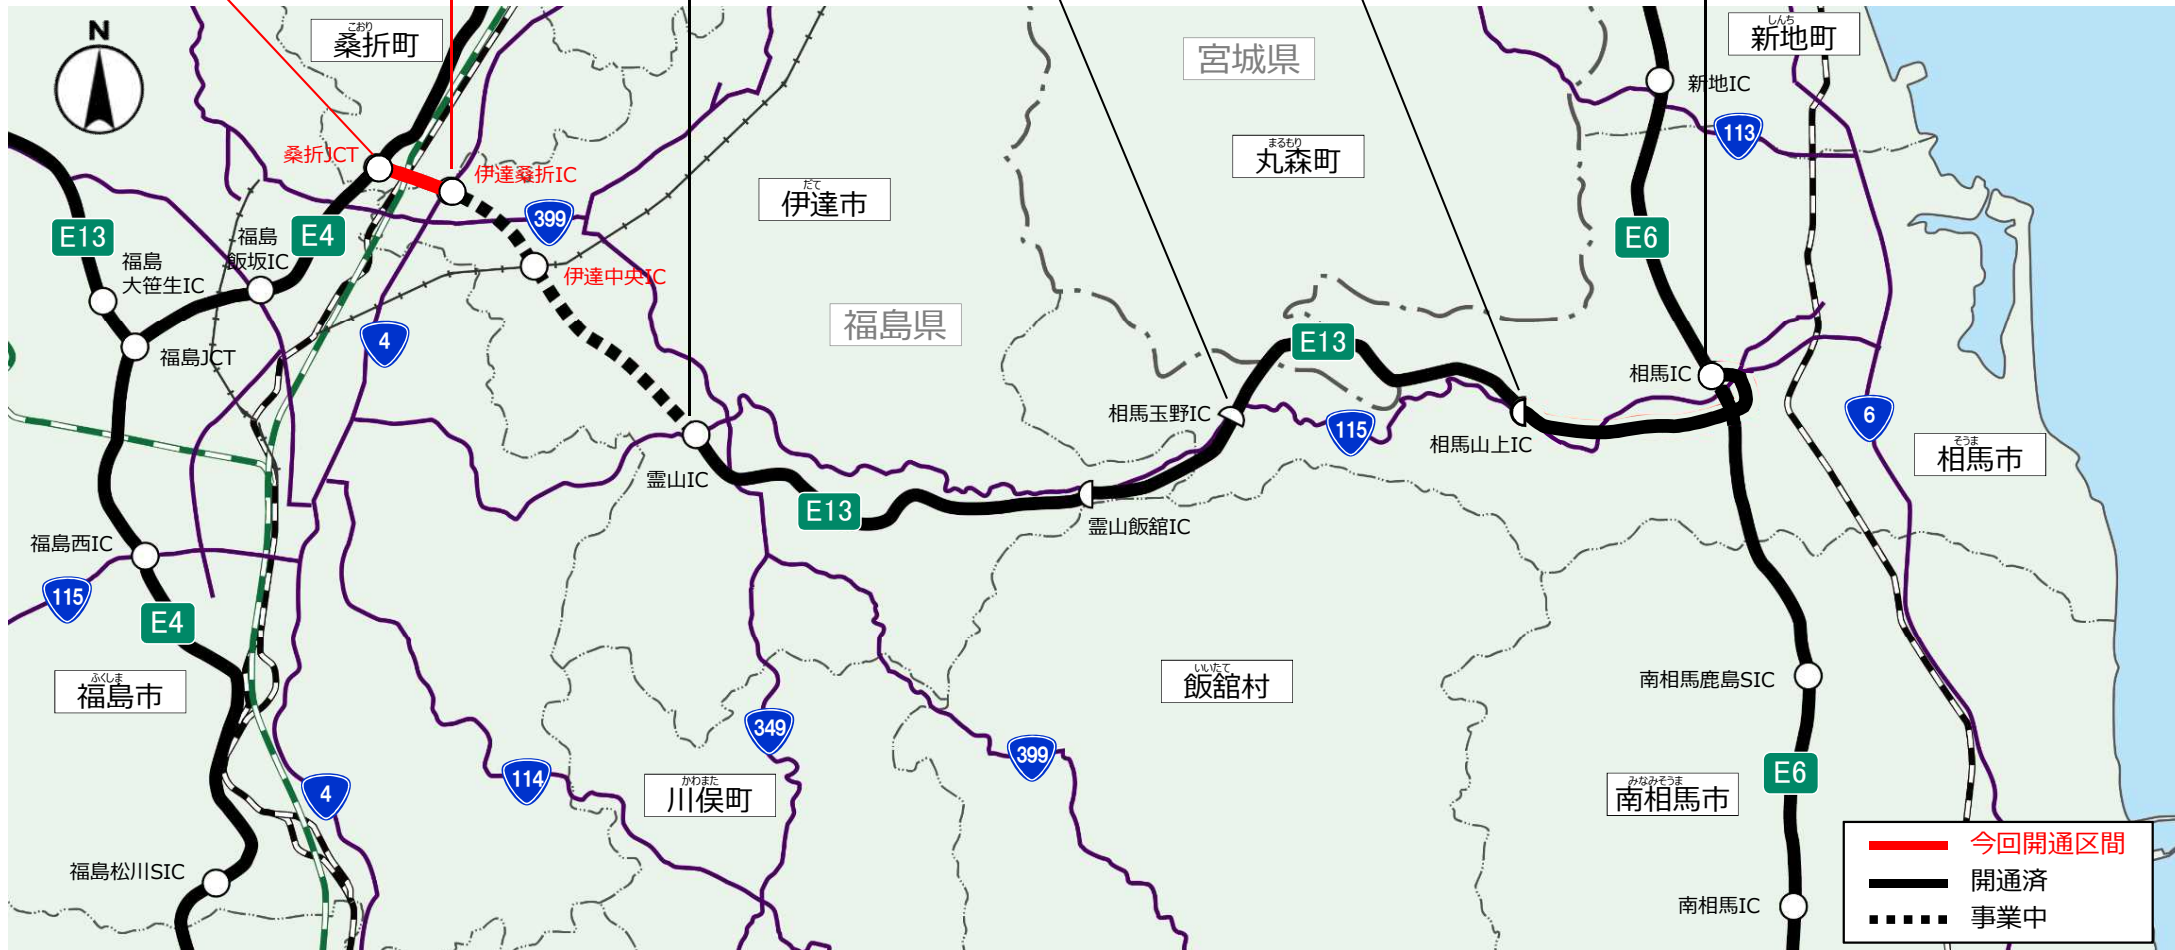 N
こおり
桑折町
宮城県
しんち
新地町
新地IC
113
桑折JCT
伊達桑折IC
だて
伊達市
まるもり
丸森町
399
E13
福島
大笹生IC
福島
飯坂IC
E4
伊達中央IC
E6
福島県
福島JCT
4
E13
相馬IC
相馬玉野IC
115
相馬山上IC
6
そうま
相馬市
霊山IC
E13
霊山飯舘IC
福島西IC
115
E4
ふくしま
福島市
いいたて
飯舘村
南相馬鹿島SIC
349
399
114
かわまた
川俣町
4
みなみそうま
南相馬市
E6
福島松川SIC
南相馬IC
今回開通区間
開通済
事業中